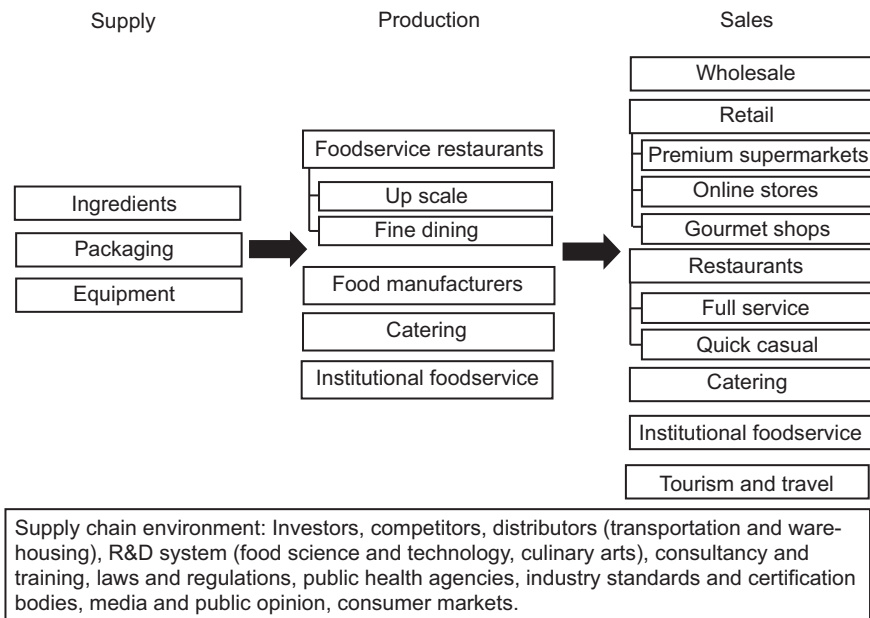 Supply
Production
Sales
Ingredients
Packaging
Equipment
Foodservice restaurants
Up scale
Fine dining
Food manufacturers
Catering
Institutional foodservice
Wholesale
Retail
Premium supermarkets
Online stores
Gourmet shops
Restaurants
Full service
Quick casual
Catering
Institutional foodservice
Tourism and travel
Supply chain environment: Investors, competitors, distributors (transportation and ware-
housing), R&D system (food science and technology, culinary arts), consultancy and
training, laws and regulations, public health agencies, industry standards and certification
bodies, media and public opinion, consumer markets.